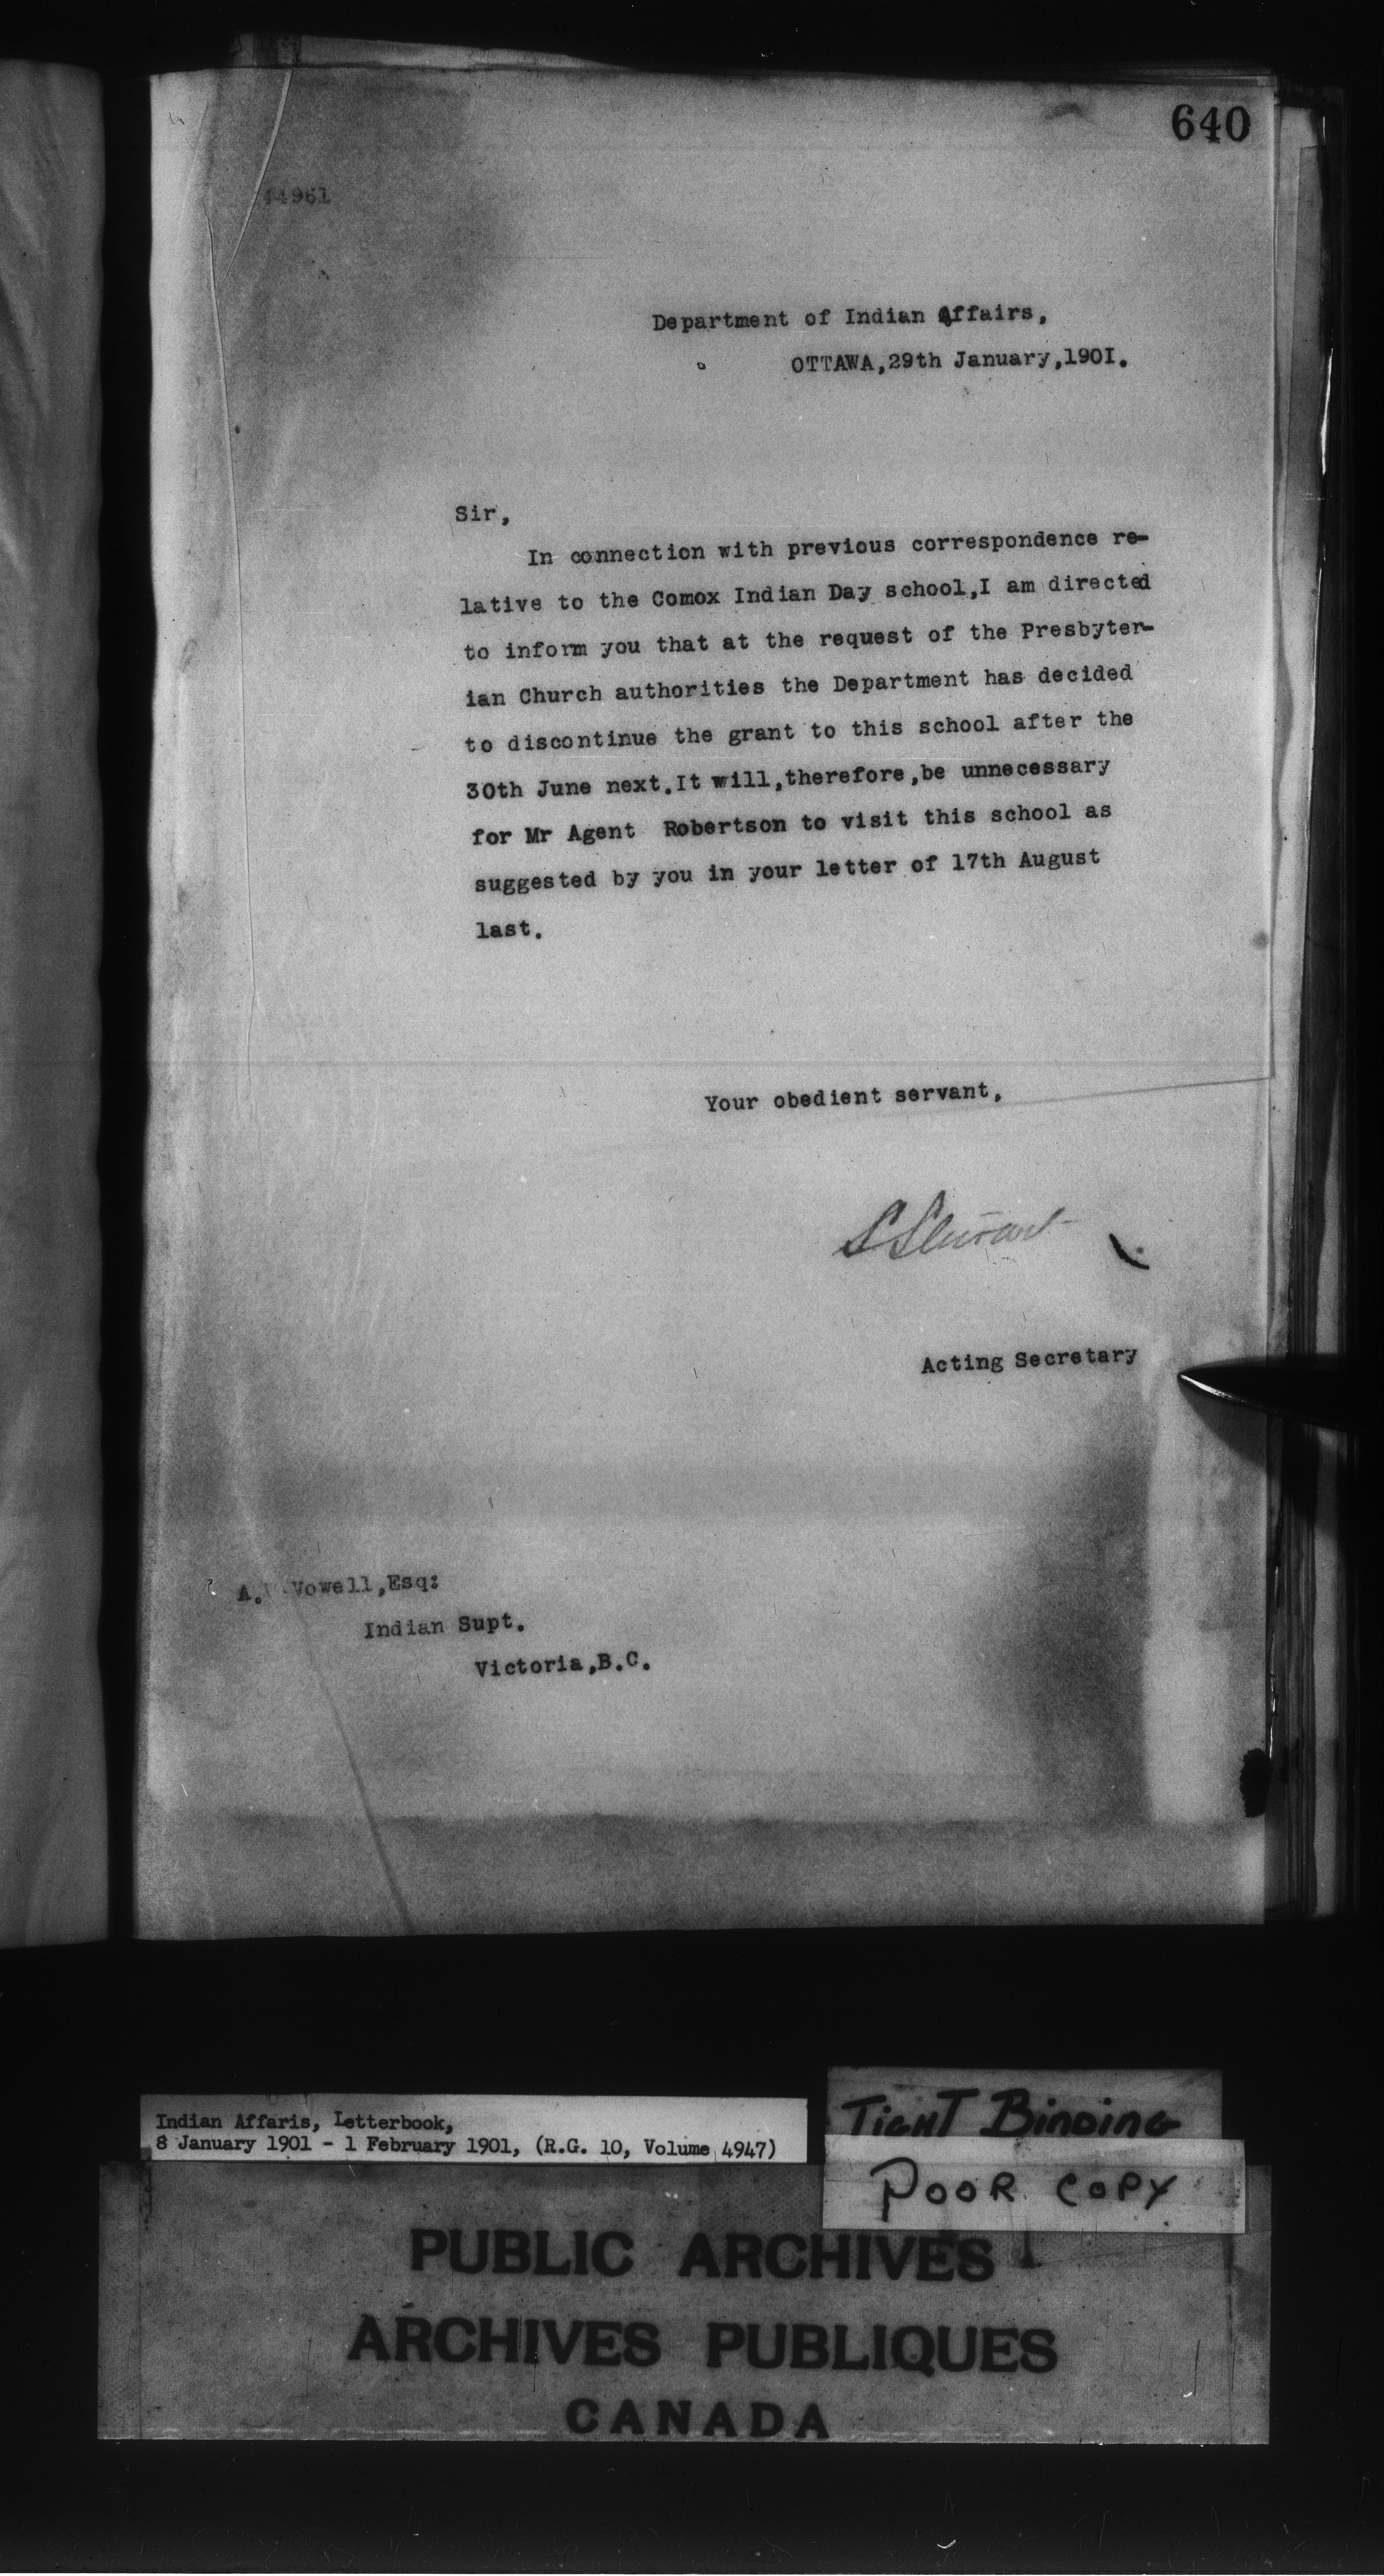 640
44961
Department of Indian Affairs,
OTTAWA,29th January,190I.
Sir,
In connection with previous correspondence re-
lative to the Comox Indian Day school,I am directed
to inform you that at the request of the Presbyter-
ian Church authorities the Department has decided
to discontinue the grant to this school after the
30th June next.It will,therefore,be unnecessary
for Mr Agent Robertson to visit this school as
suggested by you in your letter of 17th August
last.
Your obedient servant,
S Stewart
Acting Secretary
A. Vowell,Esq:
Indian Supt.
Victoria,B.C.
Indian Affaris, Letterbook,
8 January 1901 - 1 February 1901, (R.G. 10, Volume 4947)
TIGHT BINDING
POOR COPY
PUBLIC ARCHIVES
ARCHIVES PUBLIQUES
CANADA